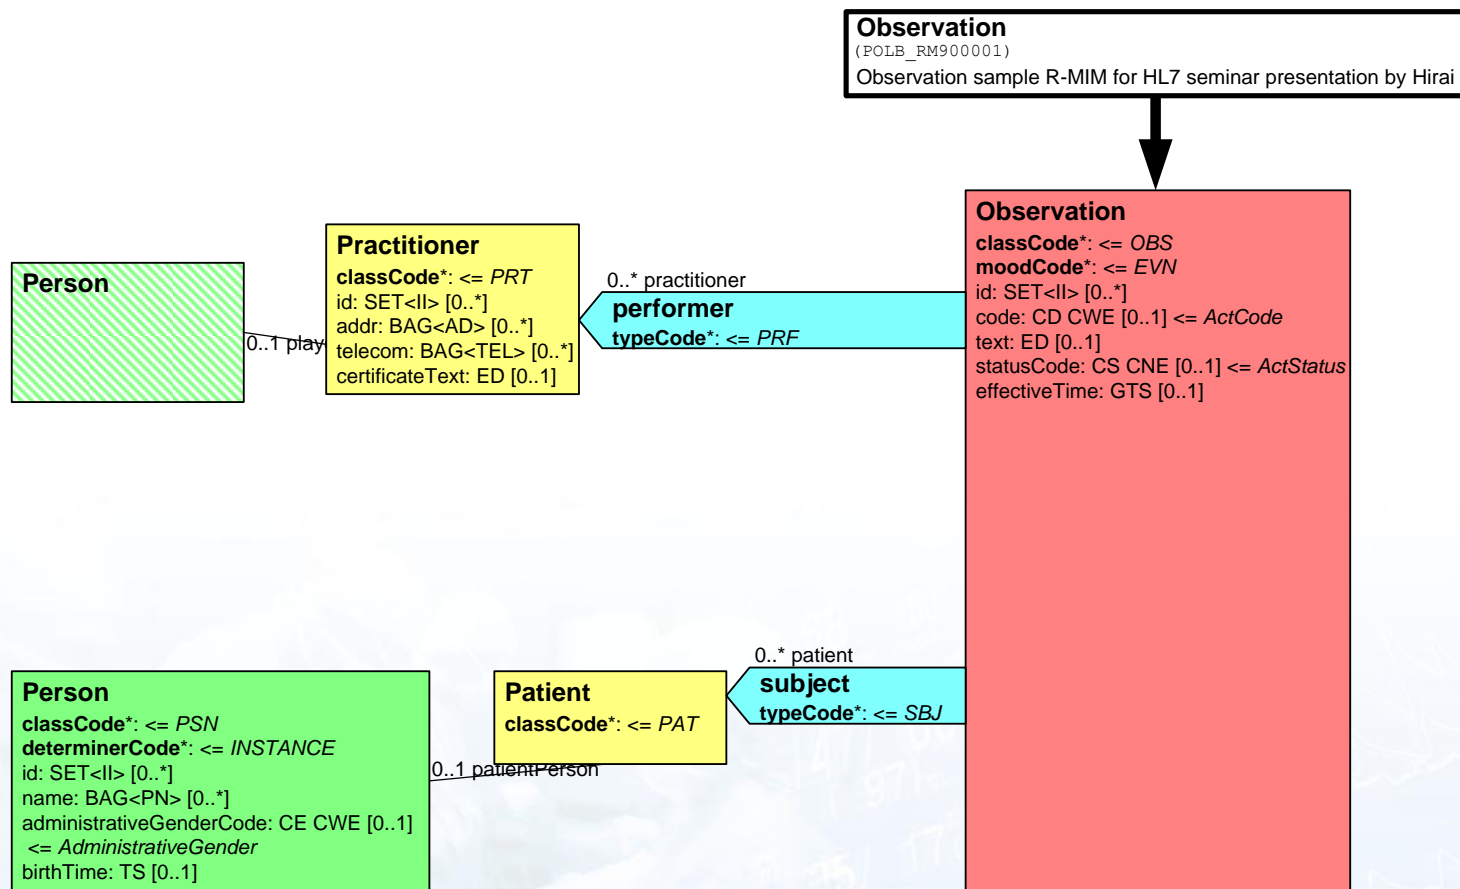 Observation
(POLB_RM900001)
Observation sample R-MIM for HL7 seminar presentation by Hirai
Observation
classCode*: <= OBS
moodCode*: <= EVN
id: SET<II> [0..*]
code: CD CWE [0..1] <= ActCode
text: ED [0..1]
statusCode: CS CNE [0..1] <= ActStatus
effectiveTime: GTS [0..1]
0..* practitioner
performer
typeCode*: <= PRF
Practitioner
classCode*: <= PRT
id: SET<II> [0..*]
addr: BAG<AD> [0..*]
telecom: BAG<TEL> [0..*]
certificateText: ED [0..1]
0..1 play
Person
0..* patient
subject
typeCode*: <= SBJ
Patient
classCode*: <= PAT
0..1 patientPerson
Person
classCode*: <= PSN
determinerCode*: <= INSTANCE
id: SET<II> [0..*]
name: BAG<PN> [0..*]
administrativeGenderCode: CE CWE [0..1]
<= AdministrativeGender
birthTime: TS [0..1]